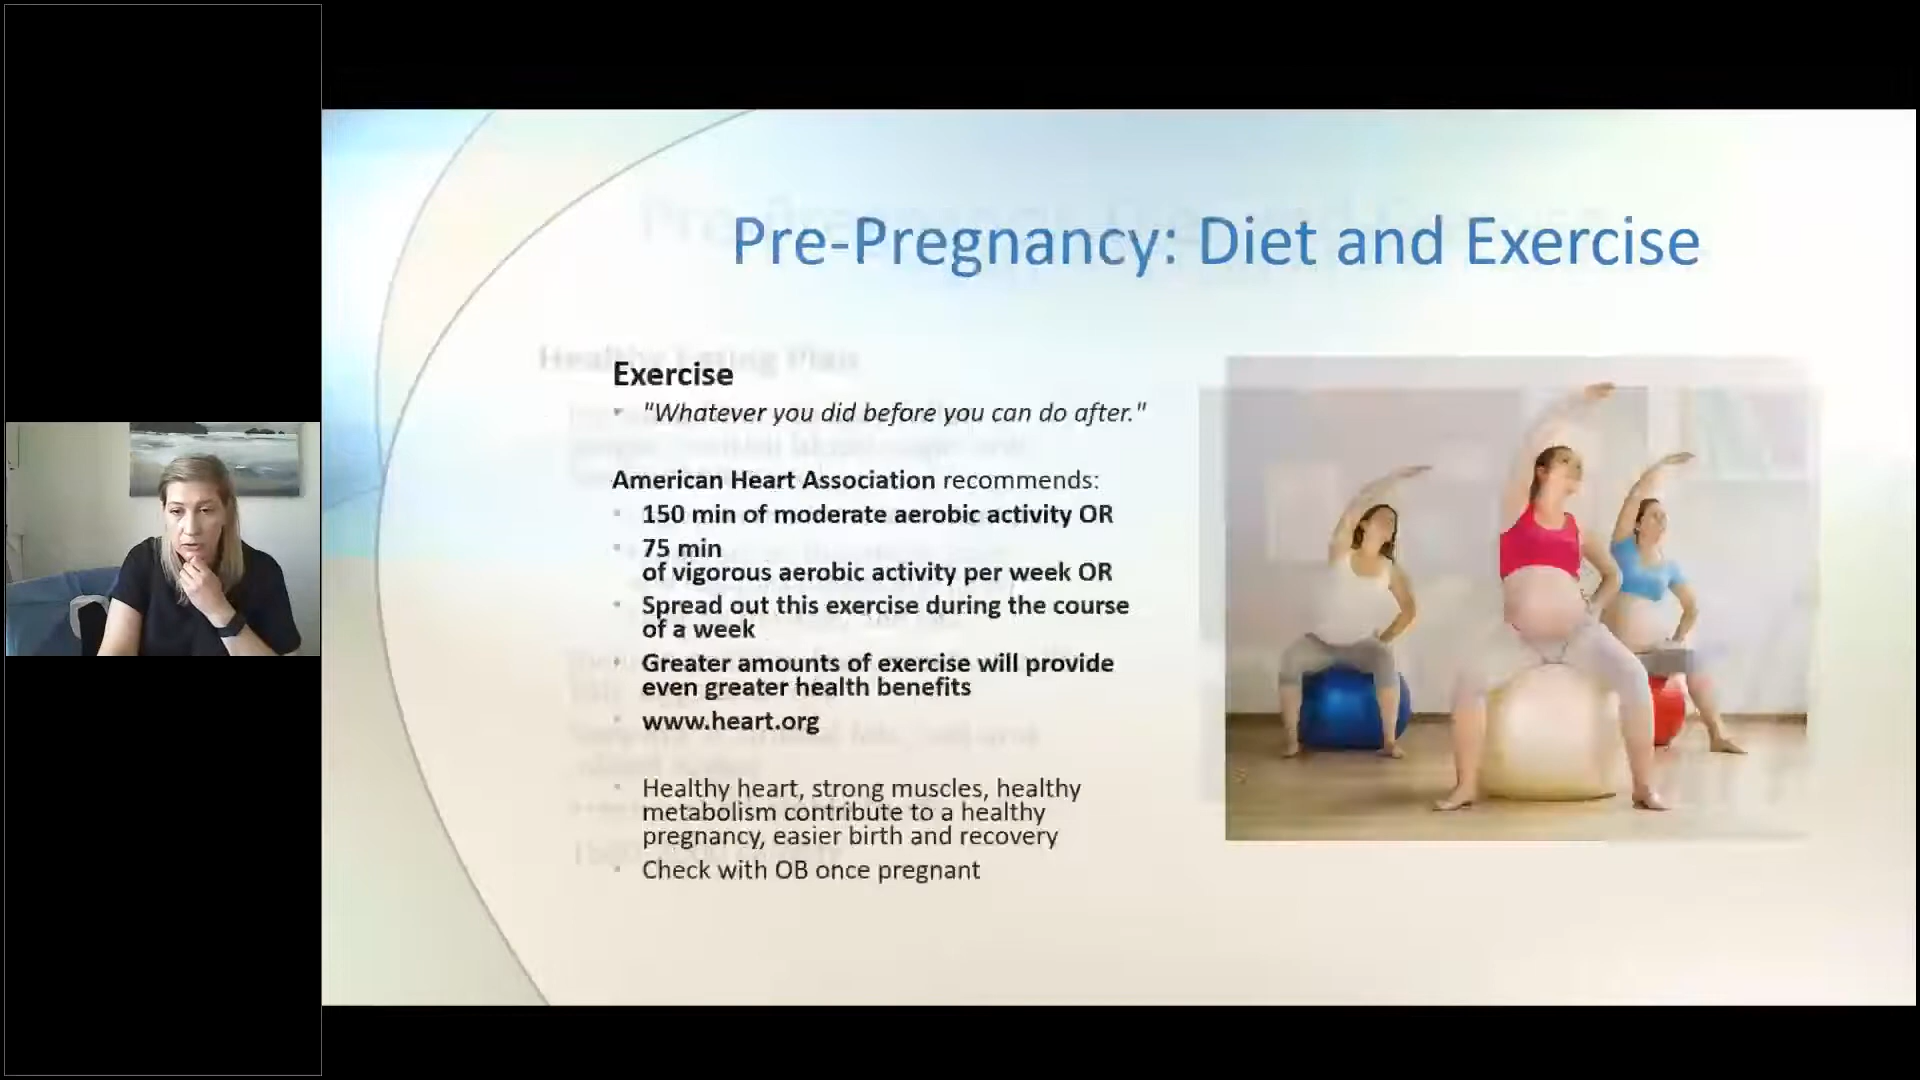 Pre-Pregnancy: Diet and Exercise
Healthy Eating Plan
Exercise
"Whatever you did before you can do after."
American Heart Association recommends:
150 min of moderate aerobic activity OR
75 min
of vigorous aerobic activity per week OR
Spread out this exercise during the course
of a week
Greater amounts of exercise will provide
even greater health benefits
www.heart.org
Healthy heart, strong muscles, healthy
metabolism contribute to a healthy
pregnancy, easier birth and recovery
Check with OB once pregnant